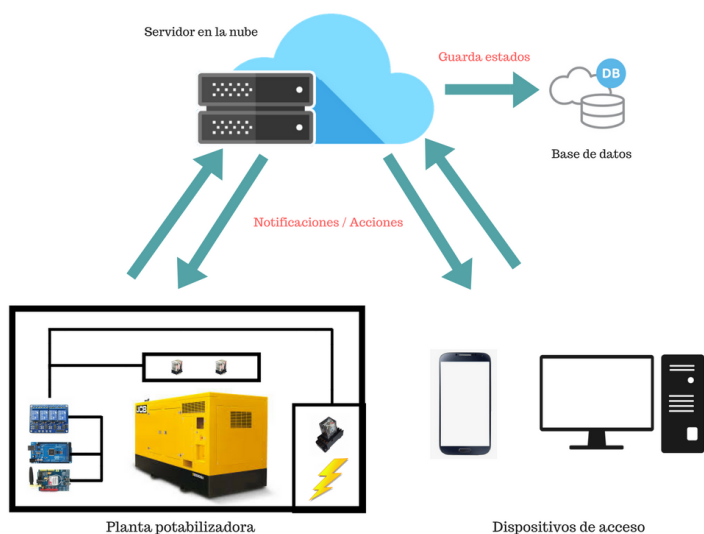 Servidor en la nube
Guarda estados
DB
Base de datos
Notificaciones / Acciones
JCB
Planta potabilizadora
Dispositivos de acceso